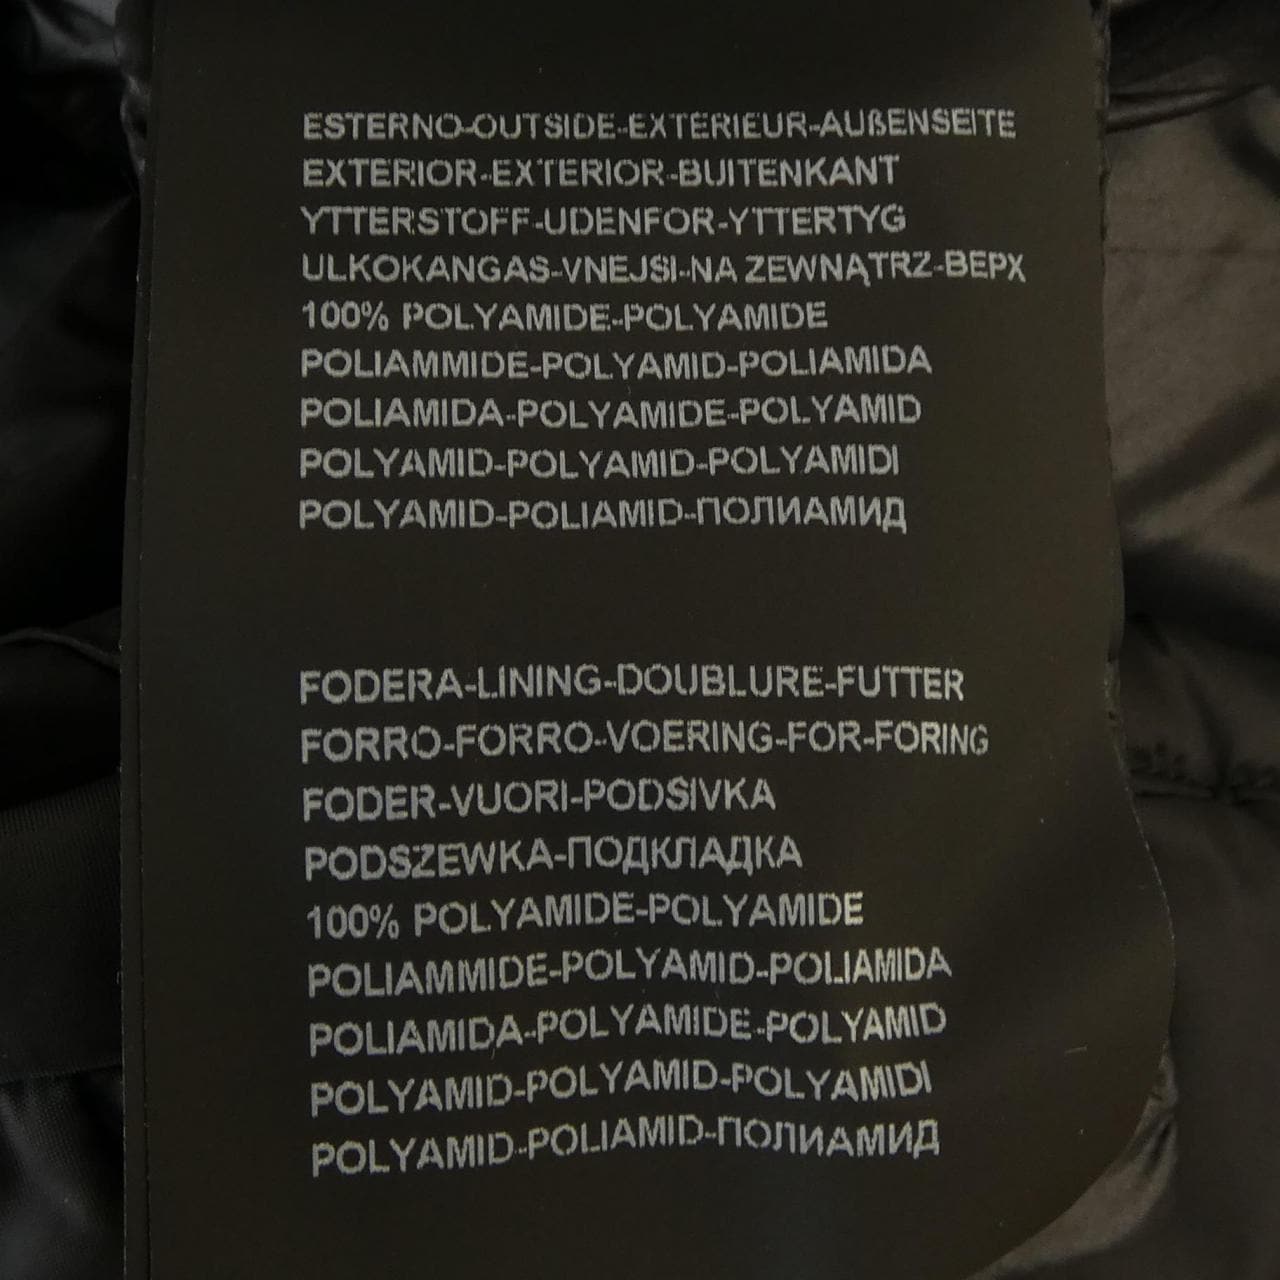 ESTERNO-OUTSIDE-EXTERIEUR-AUßENSEITE
EXTERIOR-EXTERIOR-BUITENKANT
YTTERSTOFF-UDENFOR-YTTERTYG
ULKOKANGAS-VNEJSI-NA ZEWNĄTRZ-ВЕРХ
100% POLYAMIDE-POLYAMIDE
POLIAMMIDE-POLYAMID-POLIAMIDA
POLIAMIDA-POLYAMIDE-POLYAMID
POLYAMID-POLYAMID-POLYAMIDI
POLYAMID-POLIAMID-ПОЛИАМИД
FODERA-LINING-DOUBLURE-FUTTER
FORRO-FORRO-VOERING-FOR-FORING
FODER-VUORI-PODSIVKA
PODSZEWKA-ПОДКЛАДКА
100% POLYAMIDE-POLYAMIDE
POLIAMMIDE-POLYAMID-POLIAMIDA
POLIAMIDA-POLYAMIDE-POLYAMID
POLYAMID-POLYAMID-POLYAMIDI
POLYAMID-POLIAMID-ПОЛИАМИД